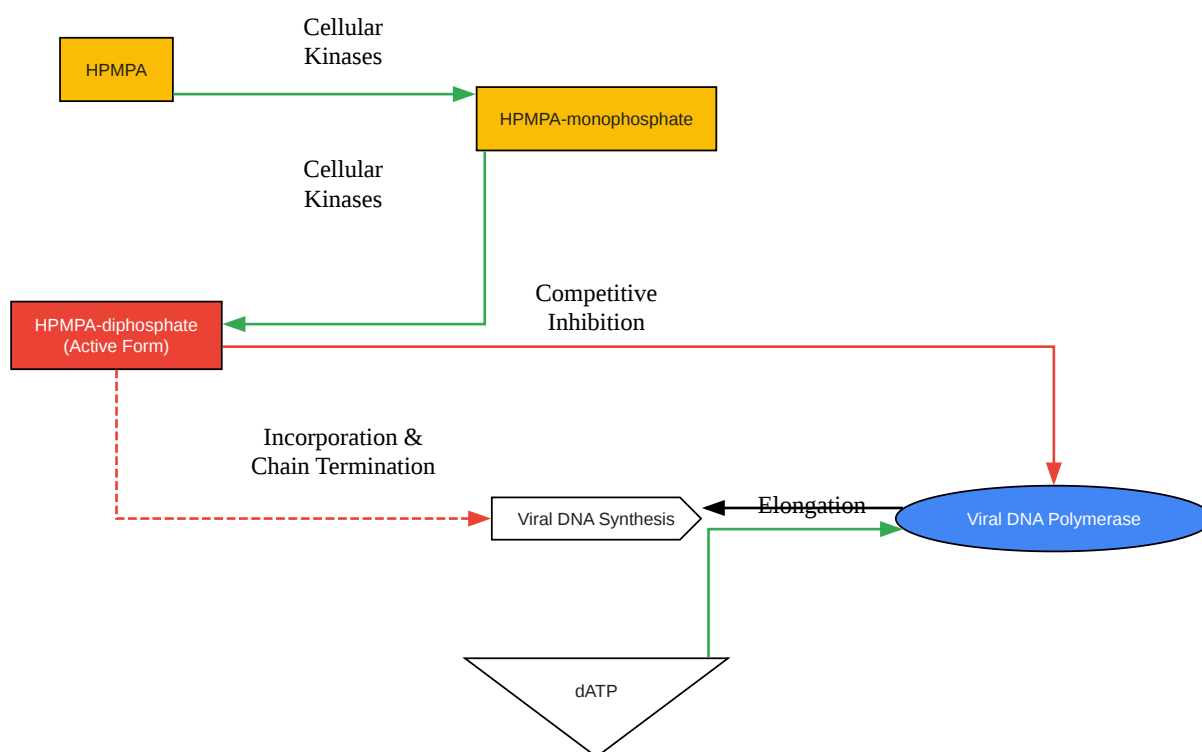 Cellular
Kinases
HPMPA
HPMPA-monophosphate
Cellular
Kinases
Competitive
Inhibition
HPMPA-diphosphate
(Active Form)
Incorporation &
Chain Termination
Elongation
Viral DNA Synthesis
Viral DNA Polymerase
dATP